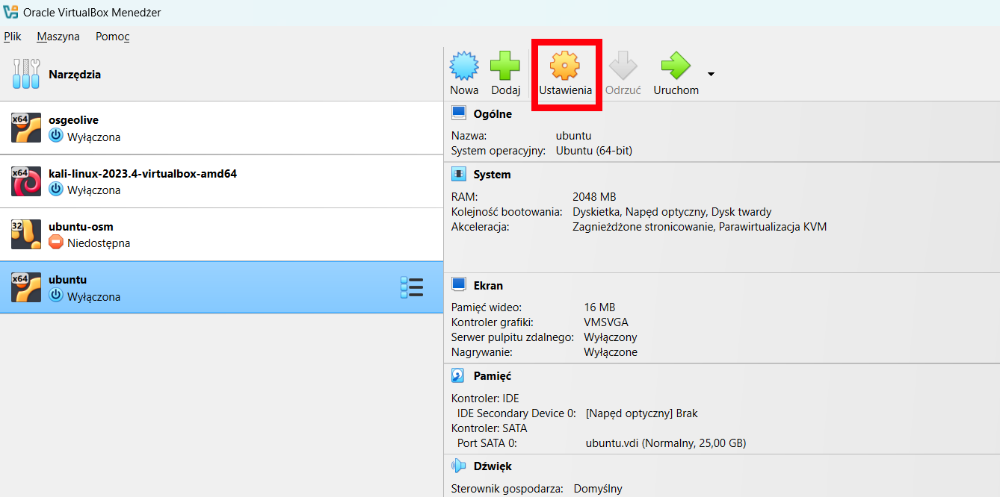 Oracle VirtualBox Menedżer
Plik Maszyna Pomoc
Narzędzia
x64 osgeolive
Wyłączona
x64 kali-linux-2023.4-virtualbox-amd64
Wyłączona
32 ubuntu-osm
Niedostępna
x64 ubuntu
Wyłączona
Nowa Dodaj Ustawienia Odrzuć Uruchom
Ogólne
Nazwa: ubuntu
System operacyjny: Ubuntu (64-bit)
System
RAM: 2048 MB
Kolejność bootowania: Dyskietka, Napęd optyczny, Dysk twardy
Akceleracja: Zagnieżdżone stronicowanie, Parawirtualizacja KVM
Ekran
Pamięć wideo: 16 MB
Kontroler grafiki: VMSVGA
Serwer pulpitu zdalnego: Wyłączony
Nagrywanie: Wyłączone
Pamięć
Kontroler: IDE
IDE Secondary Device 0: [Napęd optyczny] Brak
Kontroler: SATA
Port SATA 0: ubuntu.vdi (Normalny, 25,00 GB)
Dźwięk
Sterownik gospodarza: Domyślny